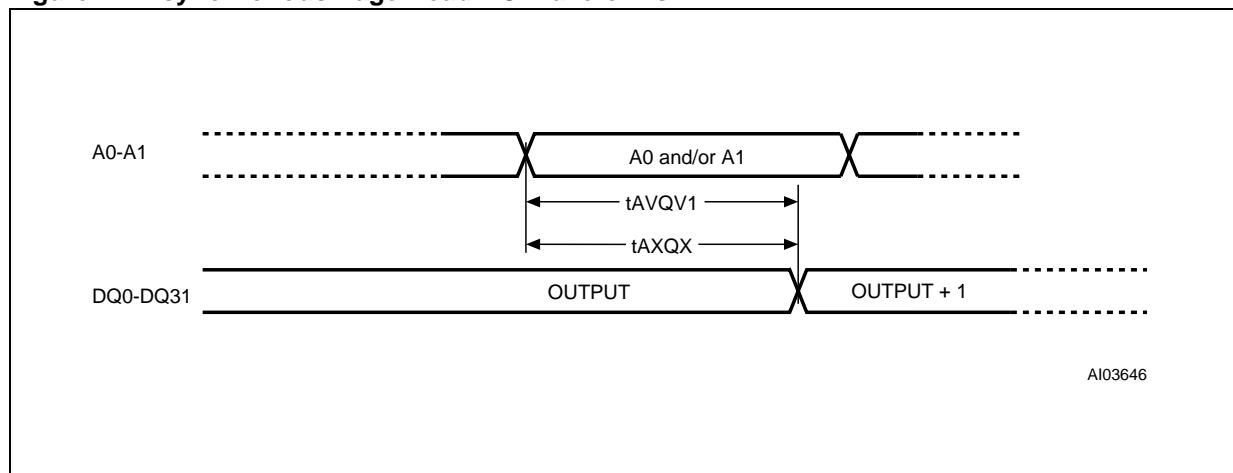 A0-A1
A0 and/or A1
tAVQV1
tAXQX
DQ0-DQ31
OUTPUT
OUTPUT + 1
AI03646